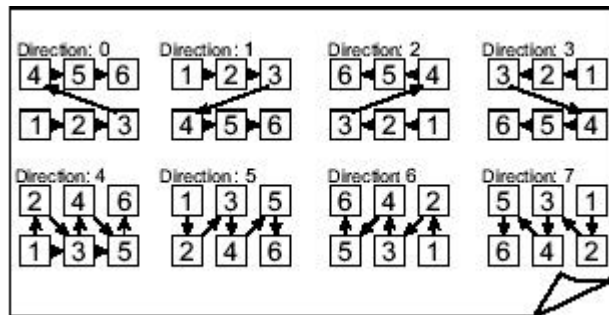 Direction: 0 Direction: 1 Direction: 2 Direction: 3
4 5 6 1 2 3 6 5 4 3 2 1
1 2 3 4 5 6 3 2 1 6 5 4
Direction: 4 Direction: 5 Direction: 6 Direction: 7
2 4 6 1 3 5 6 4 2 5 3 1
1 3 5 2 4 6 5 3 1 6 4 2